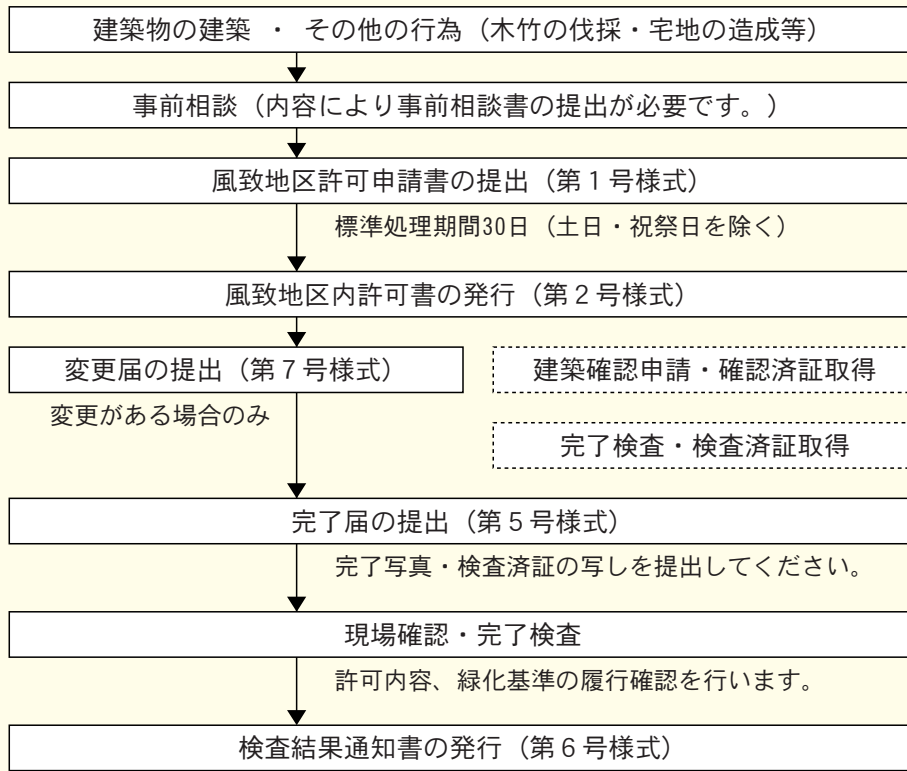 建築物の建築 ・ その他の行為（木竹の伐採・宅地の造成等）
事前相談（内容により事前相談書の提出が必要です。）
風致地区許可申請書の提出（第１号様式）
標準処理期間30日（土日・祝祭日を除く）
風致地区内許可書の発行（第２号様式）
変更届の提出（第７号様式）
建築確認申請・確認済証取得
変更がある場合のみ
完了検査・検査済証取得
完了届の提出（第５号様式）
完了写真・検査済証の写しを提出してください。
現場確認・完了検査
許可内容、緑化基準の履行確認を行います。
検査結果通知書の発行（第６号様式）